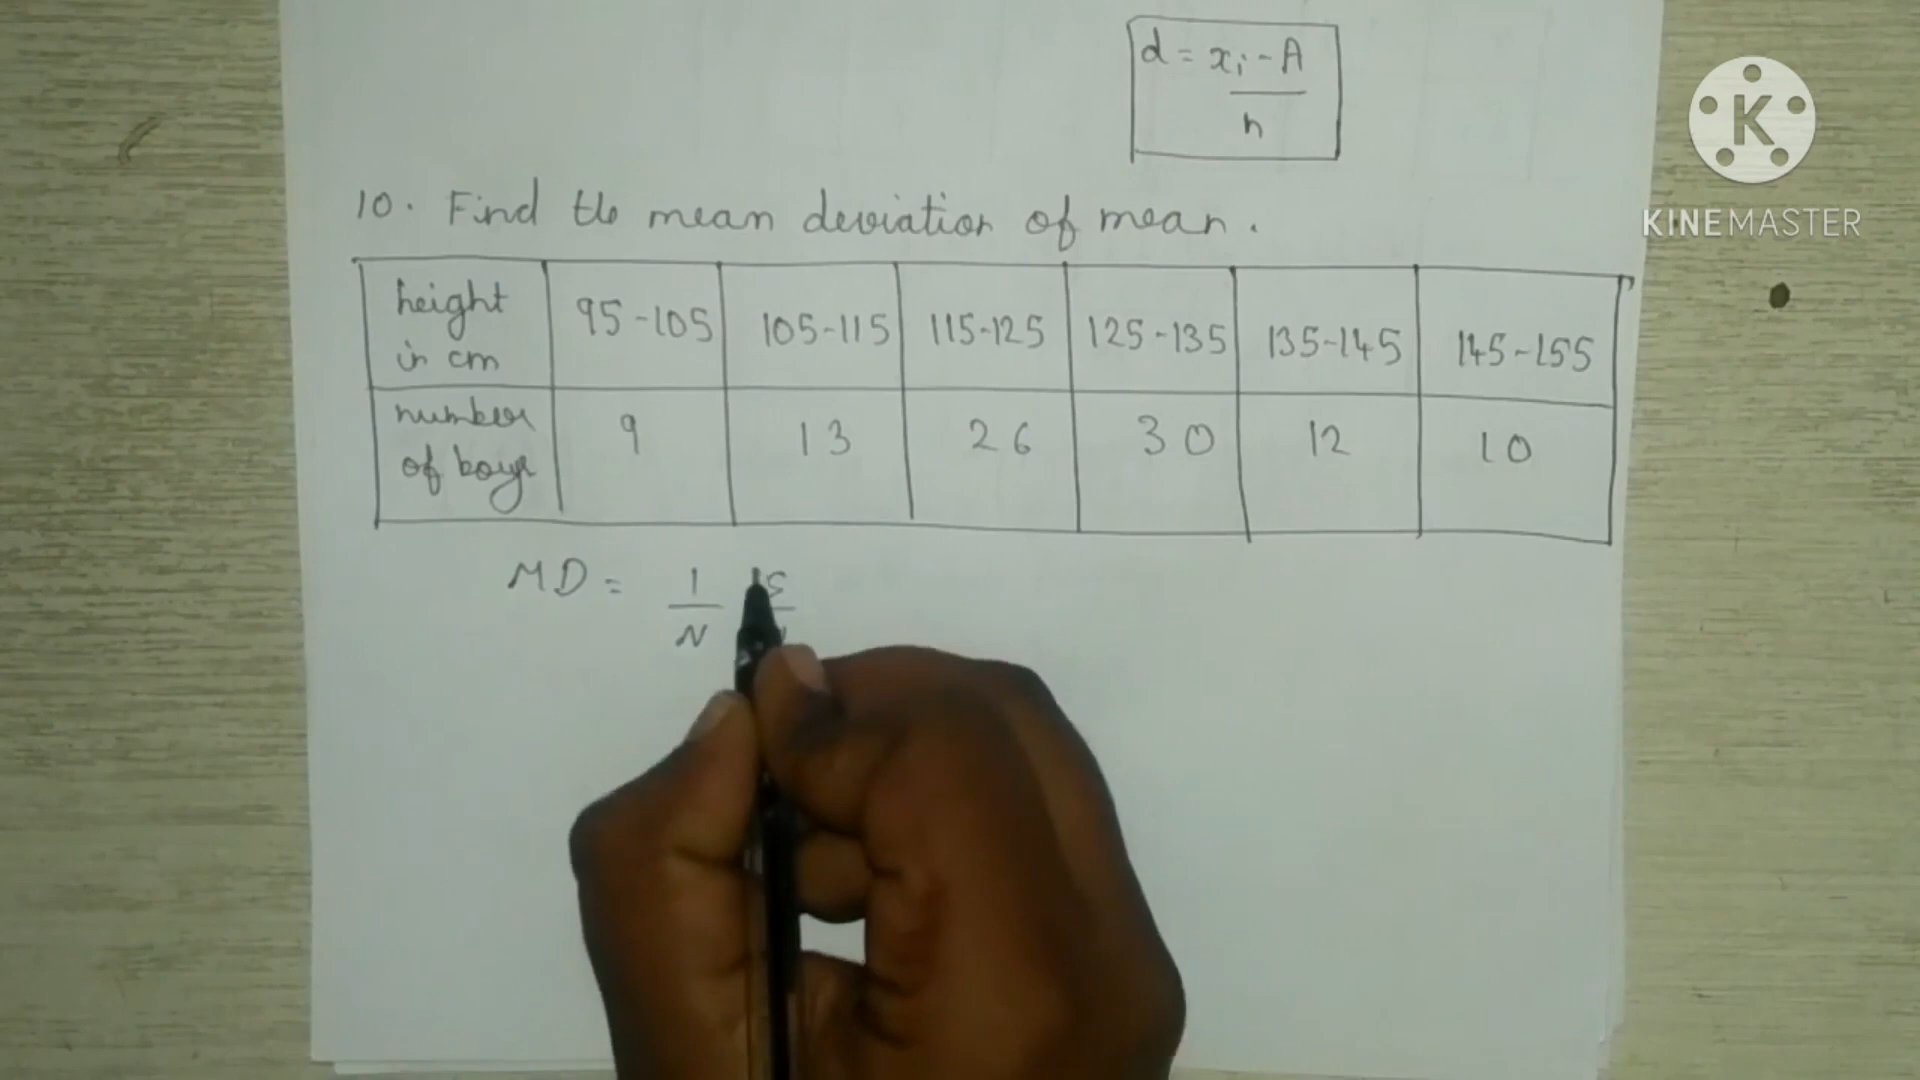 d = xᵢ - A
h
K
KINEMASTER
10. Find the mean deviation of mean.
height in cm 95-105 105-115 115-125 125-135 135-145 145-155
number of boys 9 13 26 30 12 10
MD = 1
N